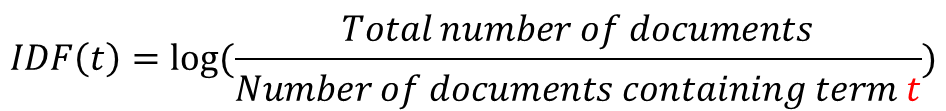 Total number of documents
IDF(t) = log(
)
Number of documents containing term t